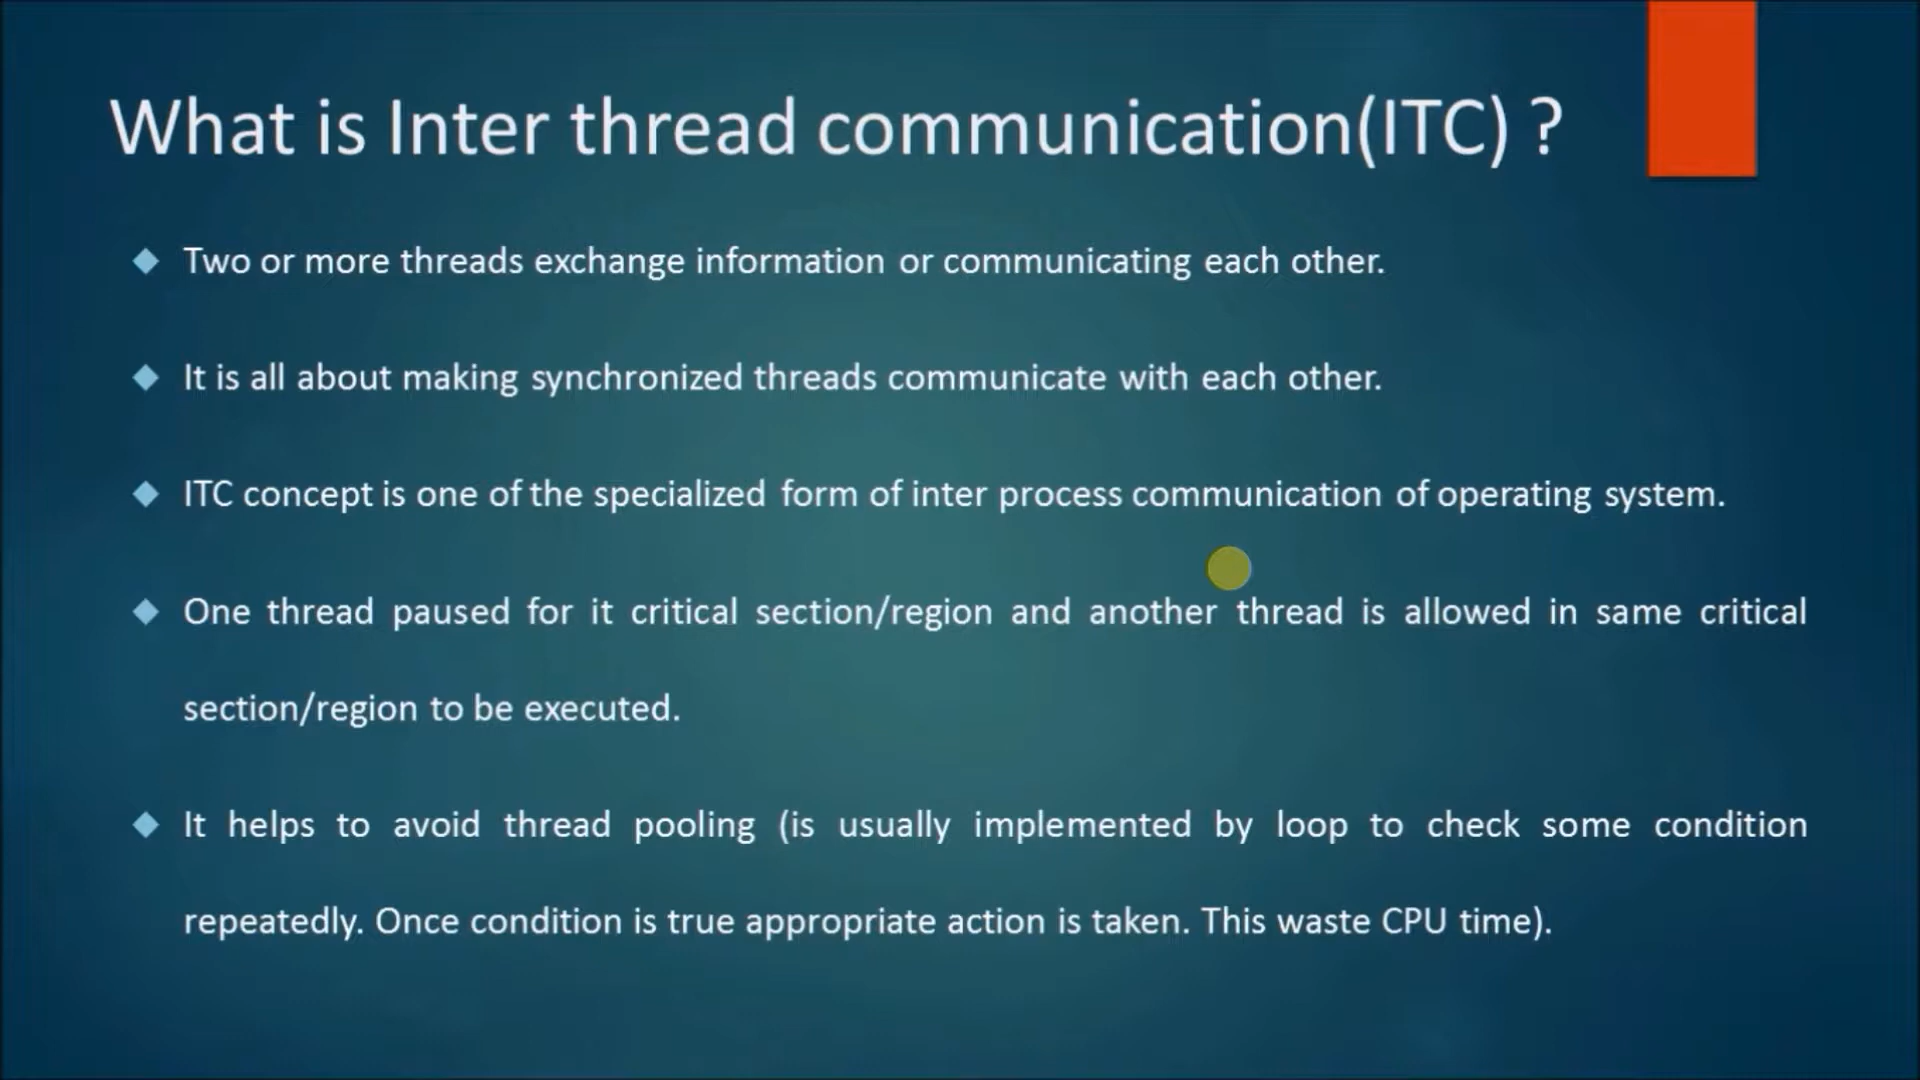 What is Inter thread communication(ITC) ?
Two or more threads exchange information or communicating each other.
It is all about making synchronized threads communicate with each other.
ITC concept is one of the specialized form of inter process communication of operating system.
One thread paused for it critical section/region and another thread is allowed in same critical
section/region to be executed.
It helps to avoid thread pooling (is usually implemented by loop to check some condition
repeatedly. Once condition is true appropriate action is taken. This waste CPU time).